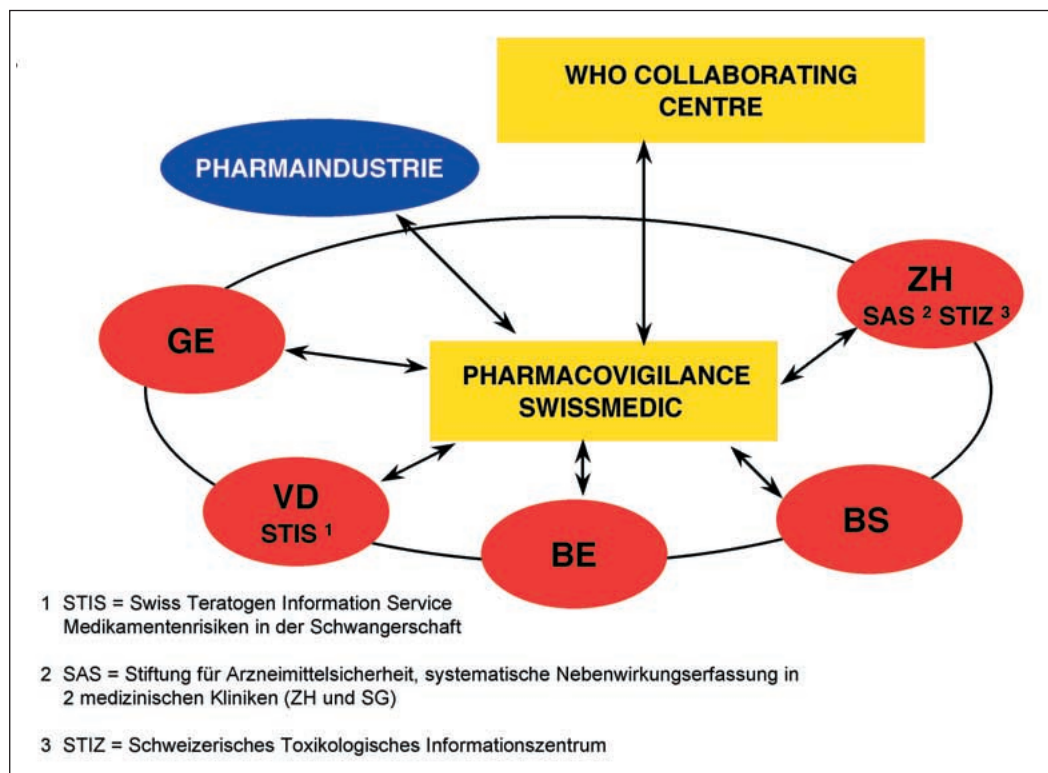 WHO COLLABORATING
CENTRE
PHARMAINDUSTRIE
ZH
SAS ² STIZ ³
GE
PHARMACOVIGILANCE
SWISSMEDIC
VD
STIS ¹
BE
BS
1 STIS = Swiss Teratogen Information Service
Medikamentenrisiken in der Schwangerschaft
2 SAS = Stiftung für Arzneimittelsicherheit, systematische Nebenwirkungserfassung in
2 medizinischen Kliniken (ZH und SG)
3 STIZ = Schweizerisches Toxikologisches Informationszentrum